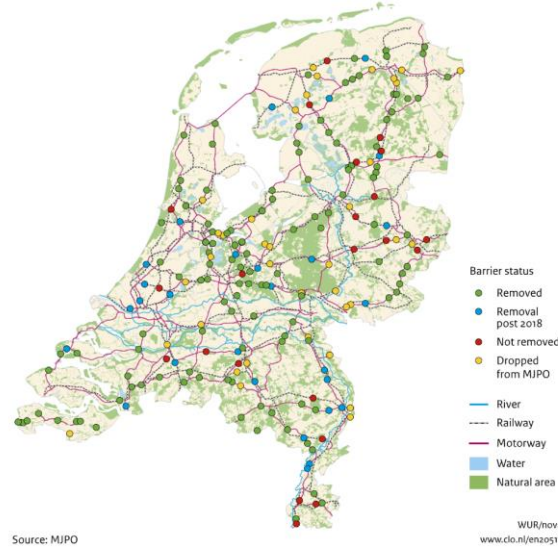 Barrier status
Removed
Removal
post 2018
Not removed
Dropped
from MJPO
River
Railway
Motorway
Water
Natural area
WUR/nov
www.clo.nl/en2051
Source: MJPO